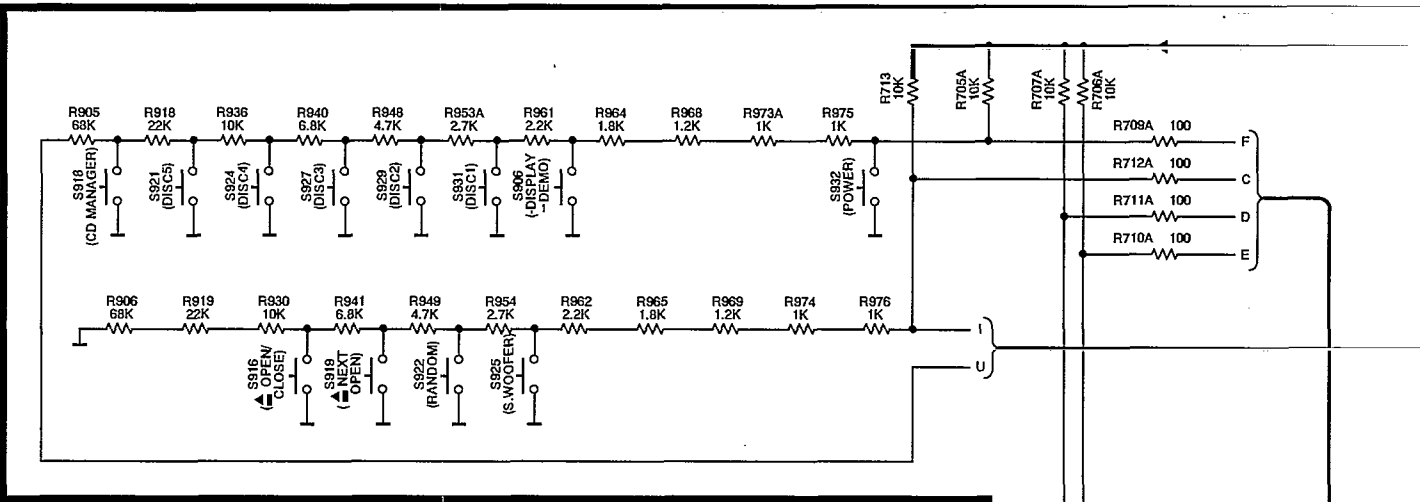 R713
10K
R705A
10K
R707A
10K
R706A
10K
R905
68K
R918
22K
R936
10K
R940
6.8K
R948
4.7K
R953A
2.7K
R961
2.2K
R964
1.8K
R968
1.2K
R973A
1K
R975
1K
R709A 100
F
R712A 100
C
R711A 100
D
R710A 100
E
S918
(CD MANAGER)
S921
(DISC5)
S924
(DISC4)
S927
(DISC3)
S929
(DISC2)
S931
(DISC1)
S906
(-DISPLAY
-DEMO)
S932
(POWER)
R906
68K
R919
22K
R930
10K
R941
6.8K
R949
4.7K
R954
2.7K
R962
2.2K
R965
1.8K
R969
1.2K
R974
1K
R976
1K
I
U
S916
(OPEN/
CLOSE)
S919
(NEXT
OPEN)
S922
(RANDOM)
S925
(S.WOOFER)